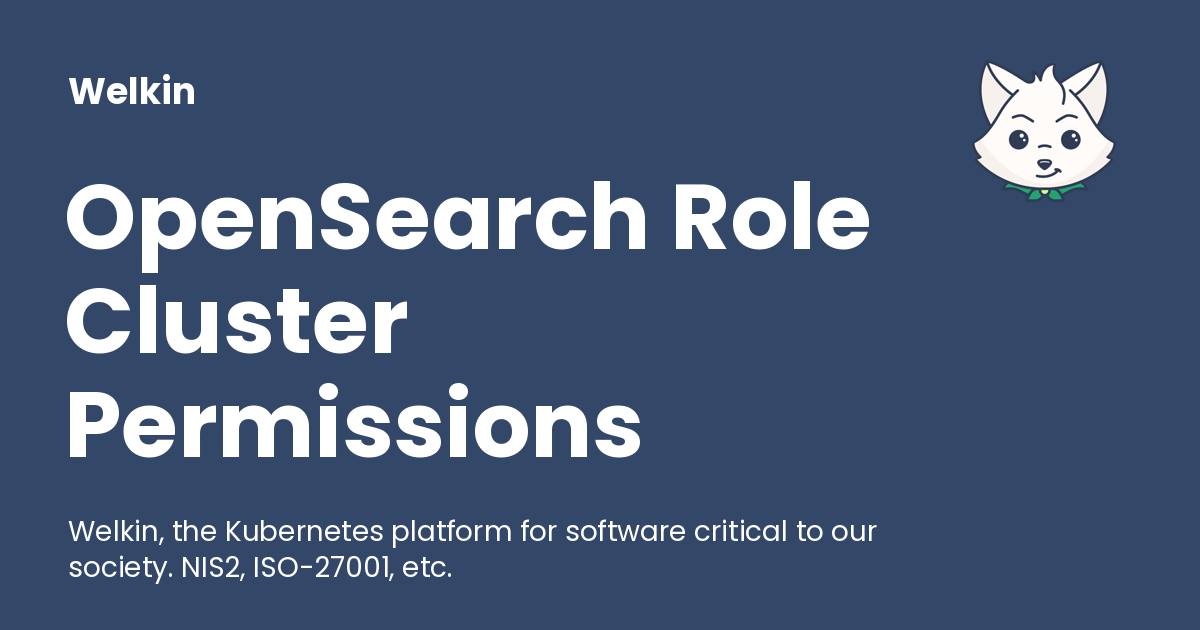 Welkin
OpenSearch Role
Cluster
Permissions
Welkin, the Kubernetes platform for software critical to our
society. NIS2, ISO-27001, etc.